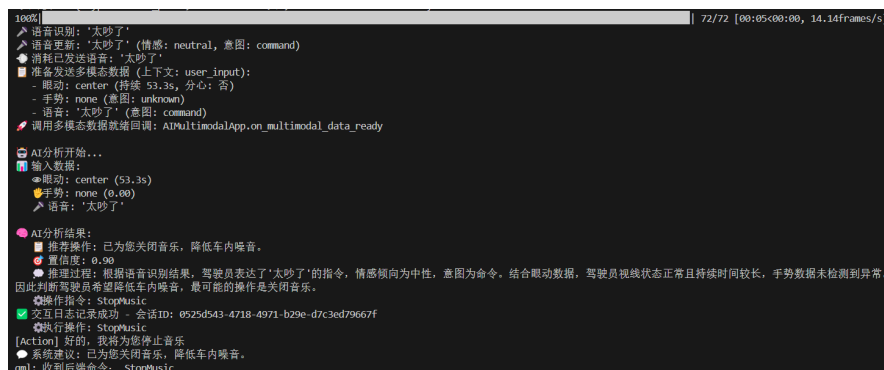 100%| 72/72 [00:05<00:00, 14.14frames/s
🎤 语音识别: '太吵了'
🎤 语音更新: '太吵了' (情感: neutral, 意图: command)
🗣 消耗已发送语音: '太吵了'
📋 准备发送多模态数据 (上下文: user_input):
- 眼动: center (持续 53.3s, 分心: 否)
- 手势: none (意图: unknown)
- 语音: '太吵了' (意图: command)
🚀 调用多模态数据就绪回调: AIMultimodalApp.on_multimodal_data_ready
🤖 AI分析开始...
📊 输入数据:
👁眼动: center (53.3s)
🖐手势: none (0.00)
🎤 语音: '太吵了'
🧠 AI分析结果:
📋 推荐操作: 已为您关闭音乐，降低车内噪音。
🎯 置信度: 0.90
💭 推理过程: 根据语音识别结果，驾驶员表达了'太吵了'的指令，情感倾向为中性，意图为命令。结合眼动数据，驾驶员视线状态正常且持续时间较长，手势数据未检测到异常。
因此判断驾驶员希望降低车内噪音，最可能的操作是关闭音乐。
⚙操作指令: StopMusic
✅ 交互日志记录成功 - 会话ID: 0525d543-4718-4971-b29e-d7c3ed79667f
⚙执行操作: StopMusic
[Action] 好的，我将为您停止音乐
💬 系统建议: 已为您关闭音乐，降低车内噪音。
qml: 收到后端命令: StopMusic